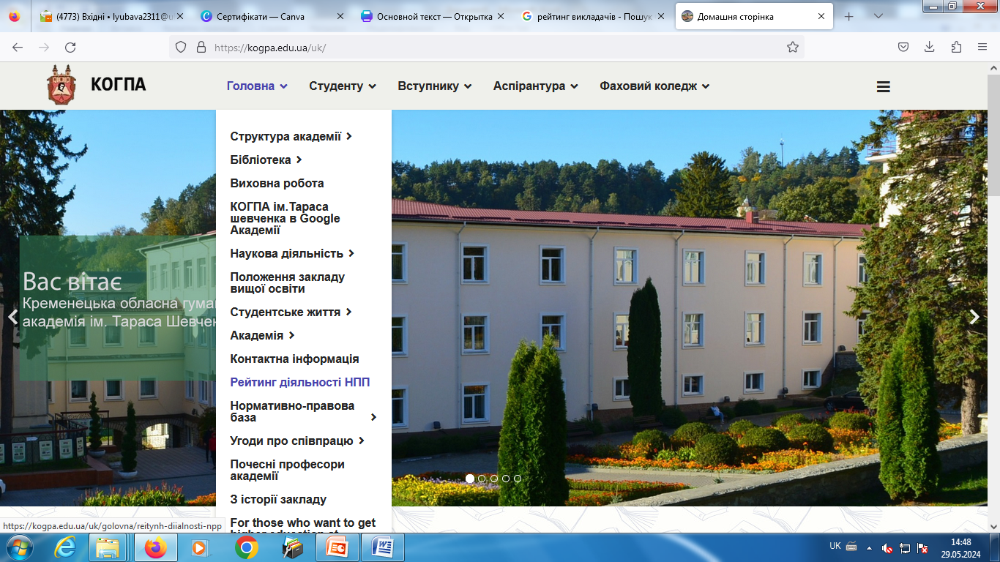 (4773) Вхідні • lyubava2311@u
Сертифікати — Canva
Основной текст — Открытка
рейтинг викладачів - Пошук
Домашня сторінка
https://kogpa.edu.ua/uk/
КОГПА
Головна
Студенту
Вступнику
Аспірантура
Фаховий коледж
Структура академії
Бібліотека
Виховна робота
КОГПА ім.Тараса
шевченка в Google
Академії
Наукова діяльність
Положення закладу
вищої освіти
Студентське життя
Академія
Контактна інформація
Рейтинг діяльності НПП
Нормативно-правова
база
Угоди про співпрацю
Почесні професори
академії
З історії закладу
For those who want to get
Вас вітає
Кременецька обласна гума
академія ім. Тараса Шевчен
https://kogpa.edu.ua/uk/golovna/reitynh-diialnosti-npp
UK
14:48
29.05.2024